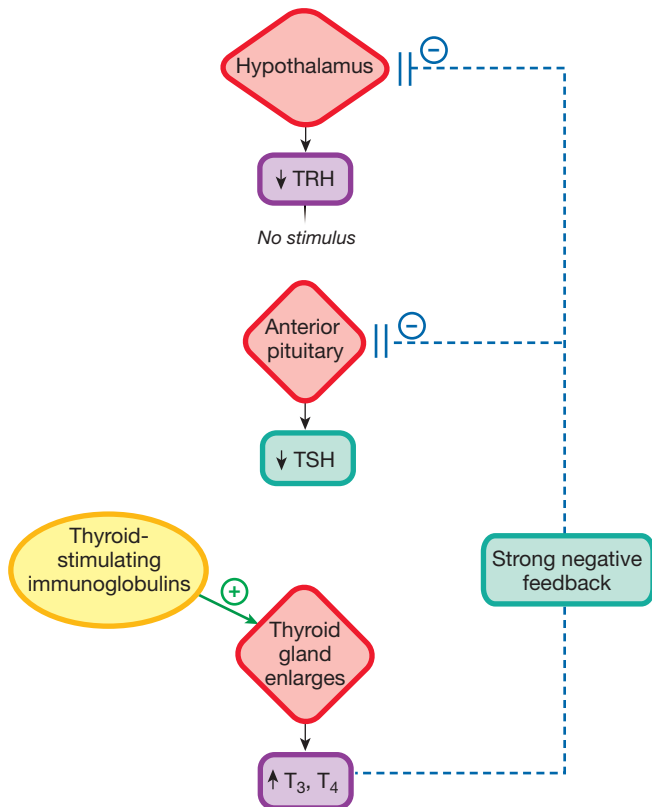 Hypothalamus
−
↓ TRH
No stimulus
Anterior
pituitary
−
↓ TSH
Thyroid-
stimulating
immunoglobulins
+
Strong negative
feedback
Thyroid
gland
enlarges
↑ T₃, T₄